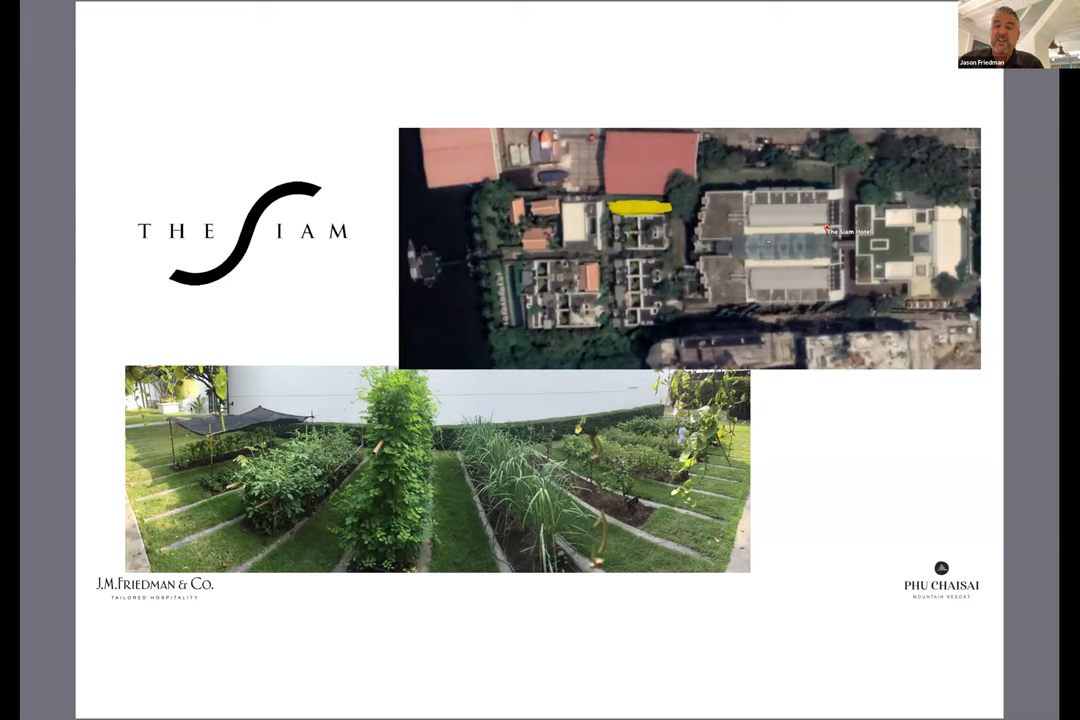 Jason Friedman
THE SIAM
The Siam Hotel
J.M.FRIEDMAN & CO.
TAILORED HOSPITALITY
PHU CHAISAI
MOUNTAIN RESORT